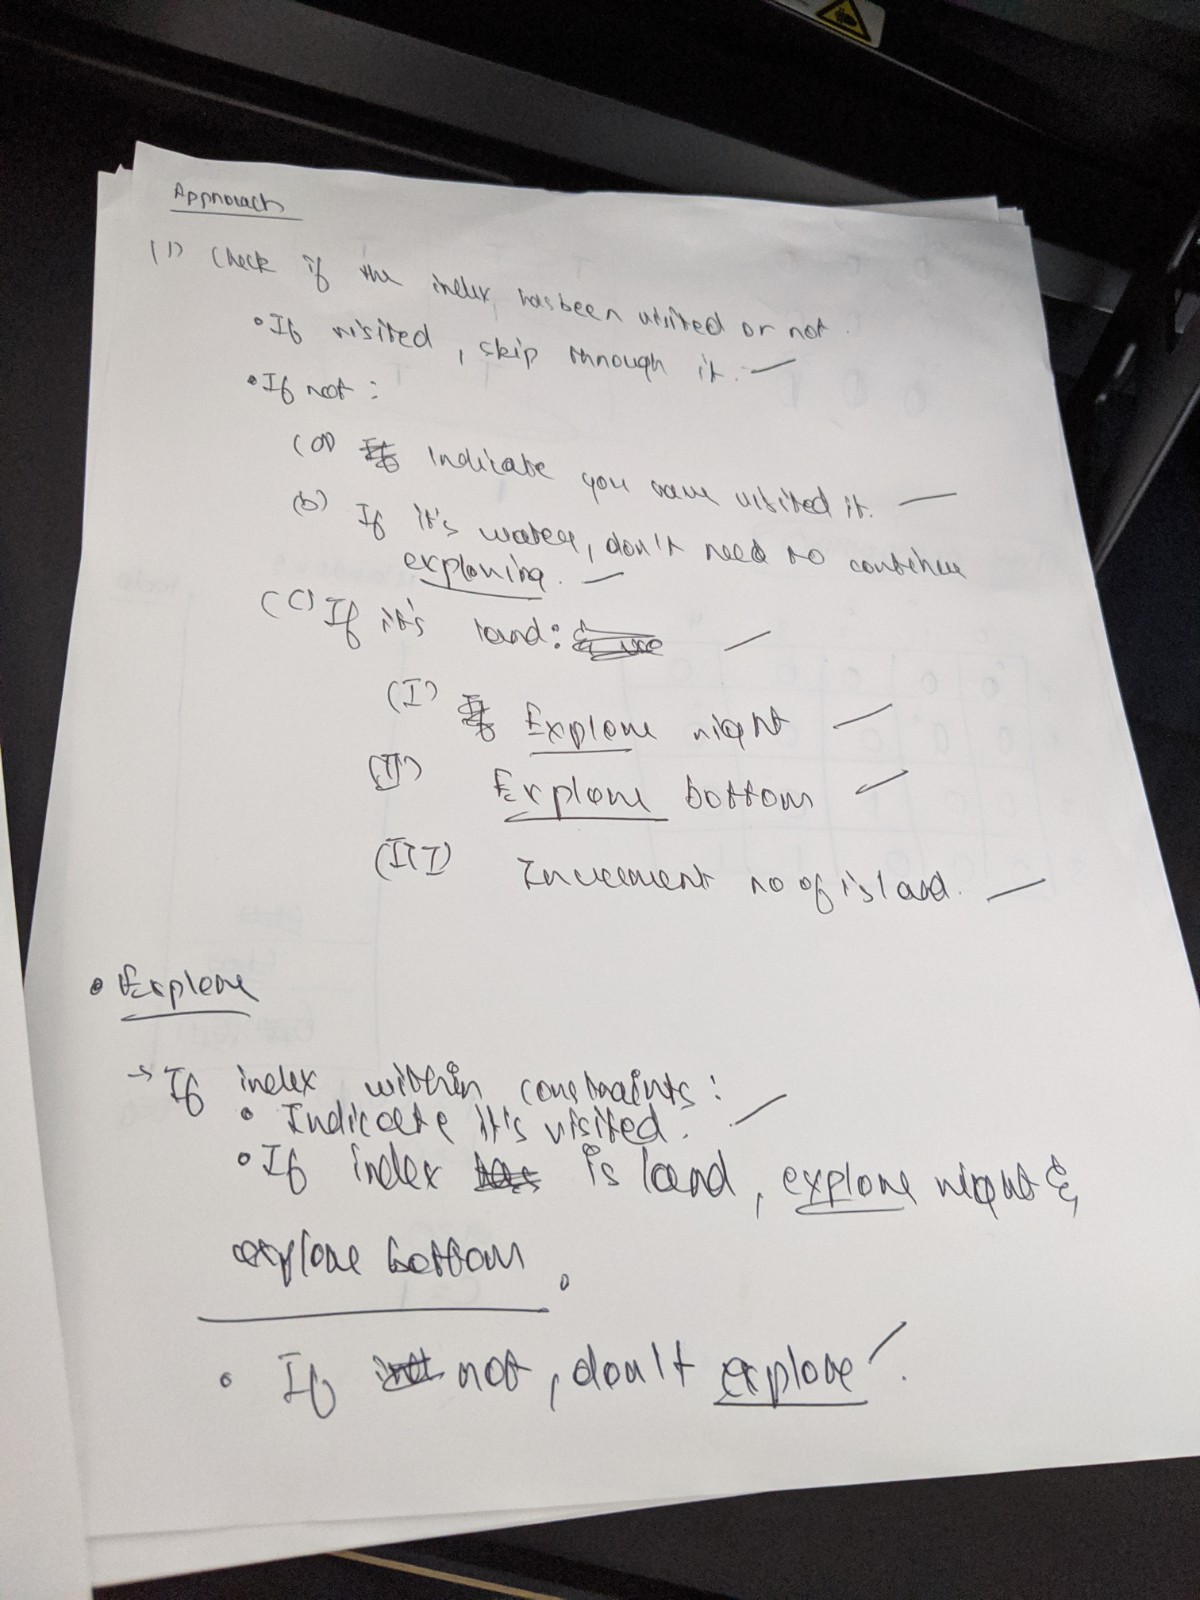 Approach
(1) Check if the index has been visited or not.
• If visited, skip through it.
• If not:
(a) Indicate you have visited it.
(b) If it's water, don't need to continue
exploring.
(C) If it's land:
(I) Explore right
(II) Explore bottom
(III) Increment no of island.
• Explore
→ If index within constraints:
• Indicate it's visited.
• If index is land, explore right &
explore bottom.
• If not, don't explore.